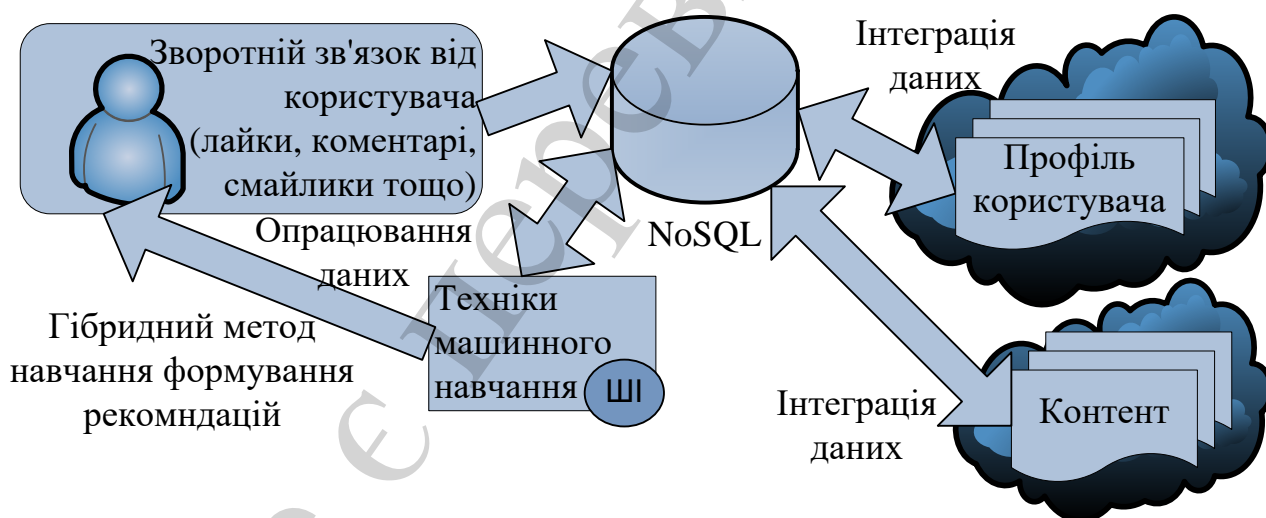 Зворотній зв'язок від
користувача
(лайки, коментарі,
смайлики тощо)
Інтеграція
даних
Профіль
користувача
NoSQL
Опрацювання
даних
Техніки
машинного
навчання
ШІ
Гібридний метод
навчання формування
рекомндацій
Інтеграція
даних
Контент